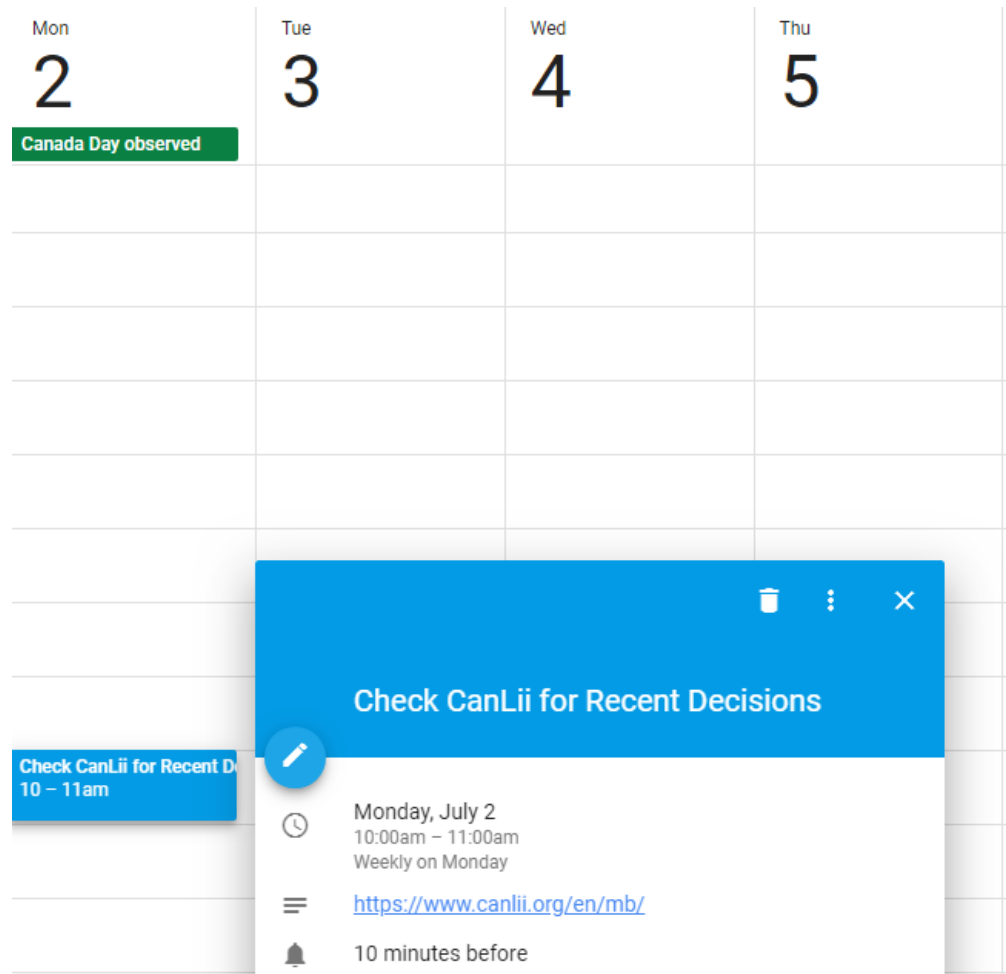 Mon
Tue
Wed
Thu
2
3
4
5
Canada Day observed
Check CanLii for Recent Decisions
Check CanLii for Recent D
10 – 11am
Monday, July 2
10:00am – 11:00am
Weekly on Monday
https://www.canlii.org/en/mb/
10 minutes before